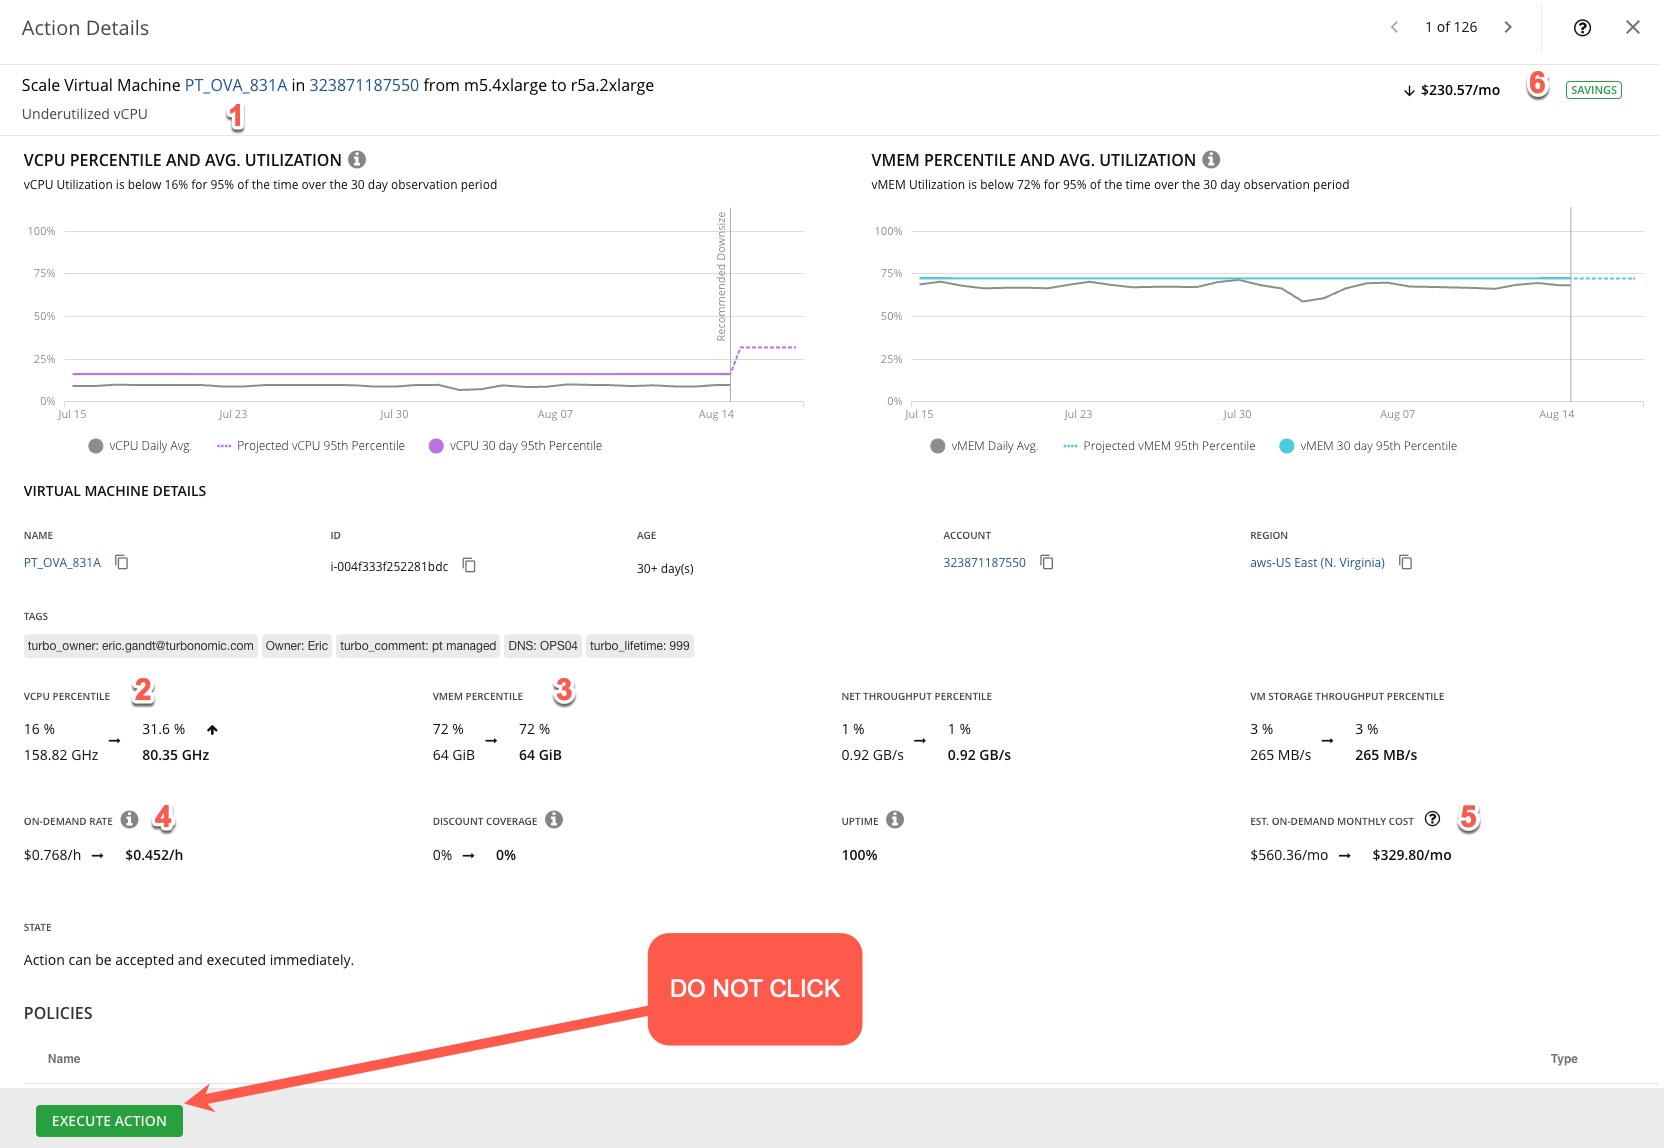 Action Details
1 of 126
Scale Virtual Machine PT_OVA_831A in 323871187550 from m5.4xlarge to r5a.2xlarge
$230.57/mo
6
SAVINGS
Underutilized vCPU
1
VCPU PERCENTILE AND AVG. UTILIZATION
vCPU Utilization is below 16% for 95% of the time over the 30 day observation period
100%
75%
50%
25%
0%
Recommended Downsize
Jul 15
Jul 23
Jul 30
Aug 07
Aug 14
vCPU Daily Avg.
Projected vCPU 95th Percentile
vCPU 30 day 95th Percentile
VMEM PERCENTILE AND AVG. UTILIZATION
vMEM Utilization is below 72% for 95% of the time over the 30 day observation period
100%
75%
50%
25%
0%
Jul 15
Jul 23
Jul 30
Aug 07
Aug 14
vMEM Daily Avg.
Projected vMEM 95th Percentile
vMEM 30 day 95th Percentile
VIRTUAL MACHINE DETAILS
NAME
PT_OVA_831A
ID
i-004f333f252281bdc
AGE
30+ day(s)
ACCOUNT
323871187550
REGION
aws-US East (N. Virginia)
TAGS
turbo_owner: eric.gandt@turbonomic.com
Owner: Eric
turbo_comment: pt managed
DNS: OPS04
turbo_lifetime: 999
VCPU PERCENTILE
2
16 % → 31.6 % ↑
158.82 GHz 80.35 GHz
VMEM PERCENTILE
3
72 % → 72 %
64 GiB 64 GiB
NET THROUGHPUT PERCENTILE
1 % → 1 %
0.92 GB/s 0.92 GB/s
VM STORAGE THROUGHPUT PERCENTILE
3 % → 3 %
265 MB/s 265 MB/s
ON-DEMAND RATE
4
$0.768/h → $0.452/h
DISCOUNT COVERAGE
0% → 0%
UPTIME
100%
EST. ON-DEMAND MONTHLY COST
5
$560.36/mo → $329.80/mo
STATE
Action can be accepted and executed immediately.
DO NOT CLICK
POLICIES
Name
Type
EXECUTE ACTION